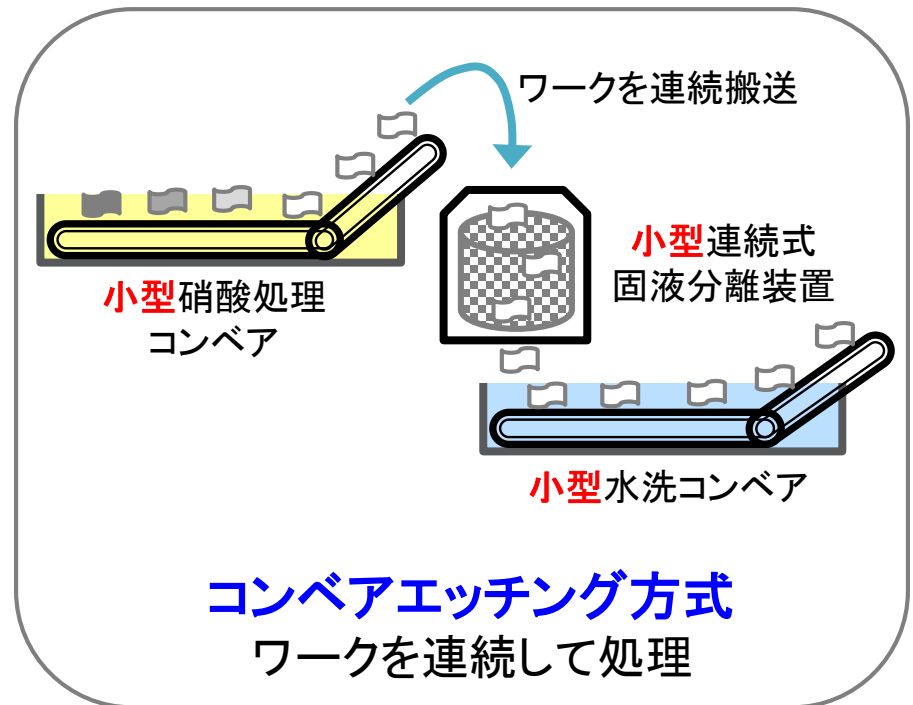 ワークを連続搬送
小型連続式
固液分離装置
小型硝酸処理
コンベア
小型水洗コンベア
コンベアエッチング方式
ワークを連続して処理